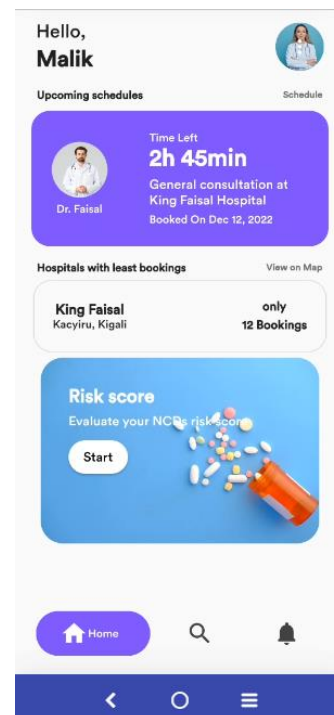 Hello,
Malik
Upcoming schedules
Schedule
Time Left
2h 45min
General consultation at
King Faisal Hospital
Booked On Dec 12, 2022
Dr. Faisal
Hospitals with least bookings
View on Map
King Faisal
Kacyiru, Kigali
only
12 Bookings
Risk score
Evaluate your NCDs risk score
Start
Home